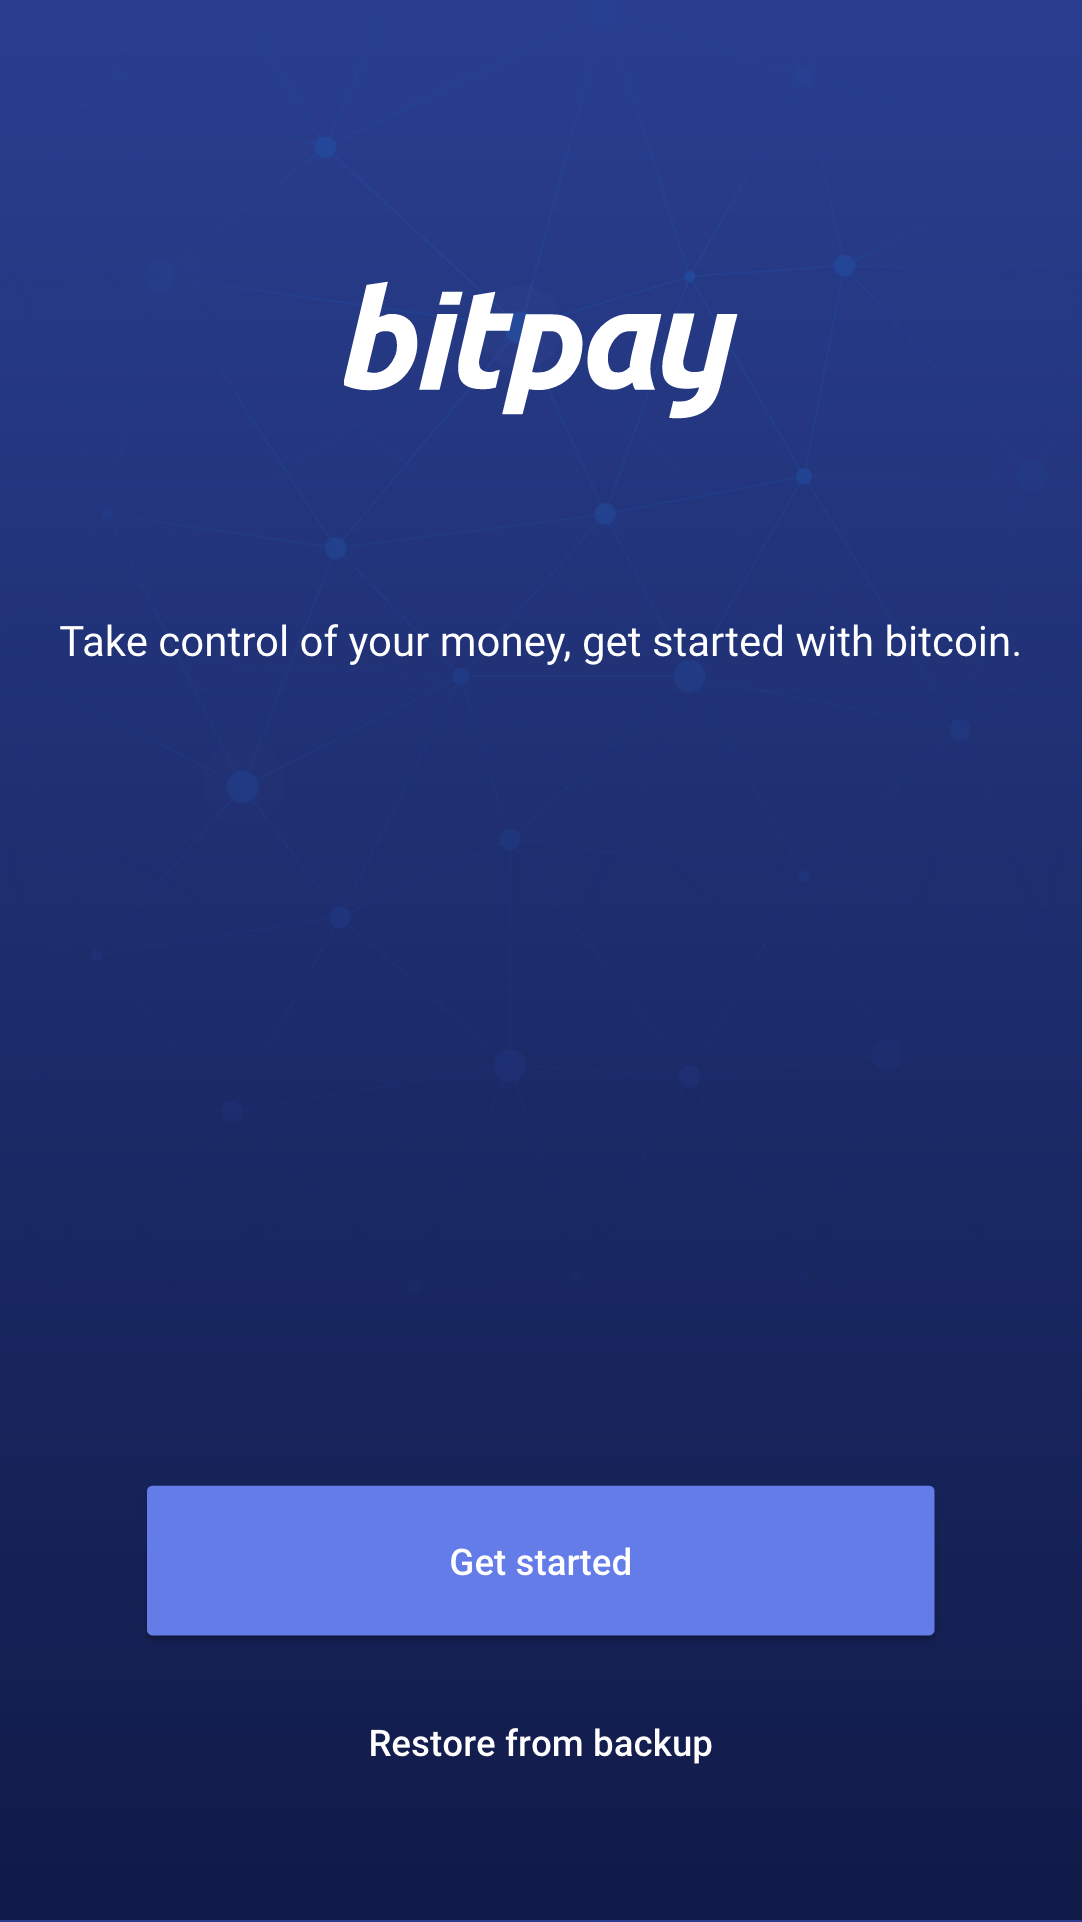 bitpay
Take control of your money, get started with bitcoin.
Get started
Restore from backup